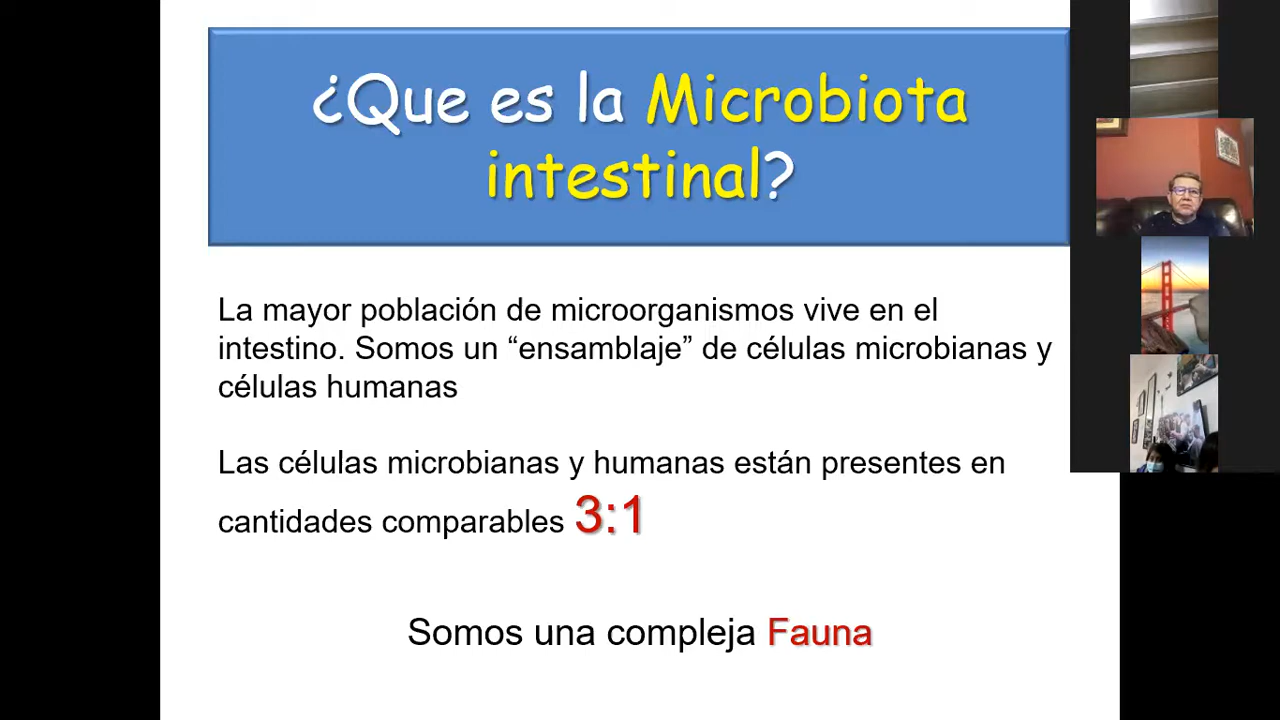 ¿Que es la Microbiota
intestinal?
La mayor población de microorganismos vive en el
intestino. Somos un “ensamblaje” de células microbianas y
células humanas
Las células microbianas y humanas están presentes en
cantidades comparables 3:1
Somos una compleja Fauna